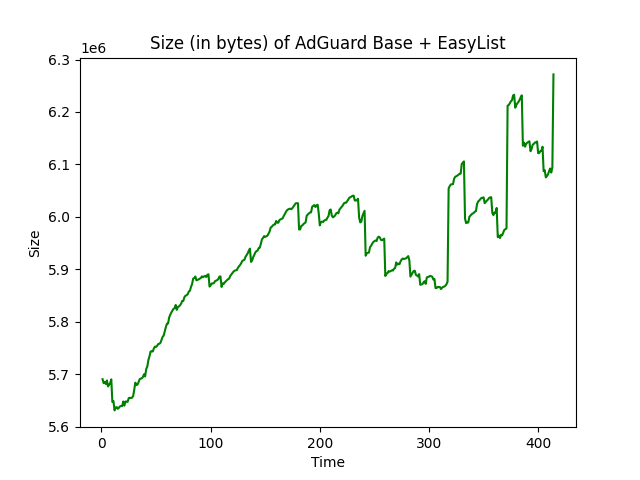 Size (in bytes) of AdGuard Base + EasyList
1e6
6.3
6.2
6.1
6.0
5.9
5.8
5.7
5.6
Size
0 100 200 300 400
Time